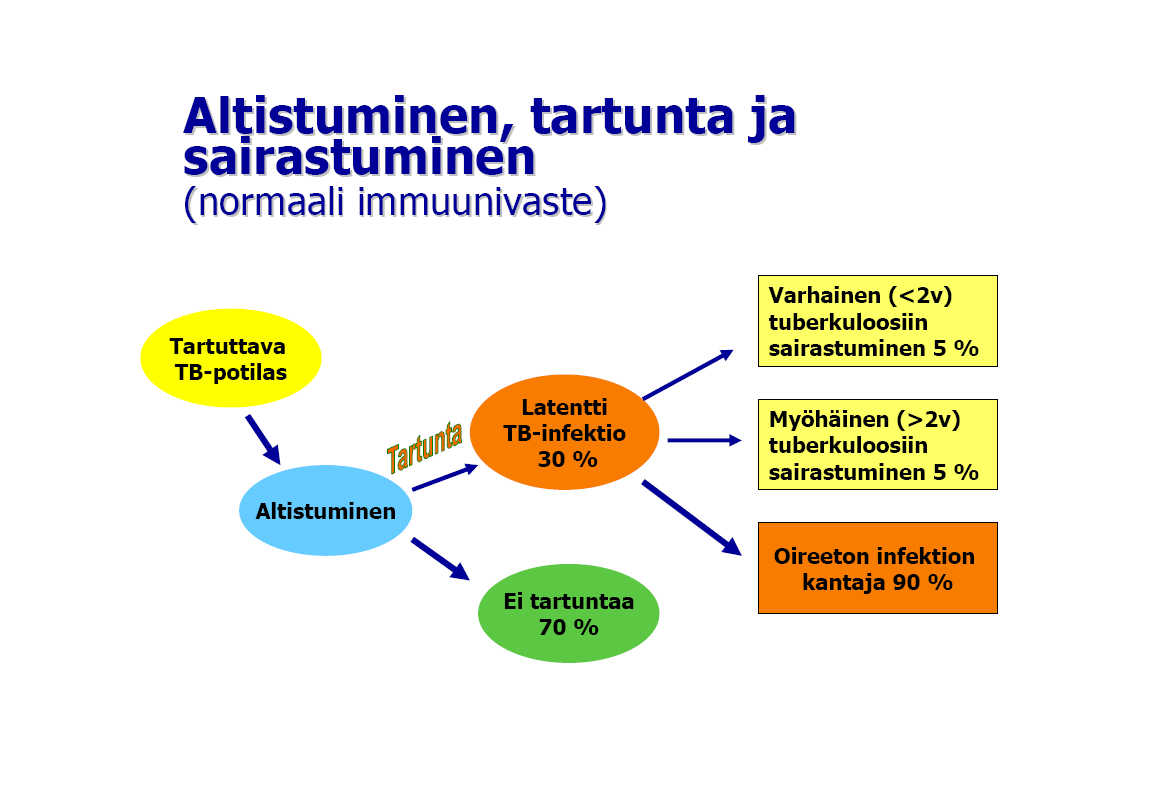 Altistuminen, tartunta ja
sairastuminen
(normaali immuunivaste)
Tartuttava
TB-potilas
Altistuminen
Tartunta
Latentti
TB-infektio
30 %
Ei tartuntaa
70 %
Varhainen (<2v)
tuberkuloosiin
sairastuminen 5 %
Myöhäinen (>2v)
tuberkuloosiin
sairastuminen 5 %
Oireeton infektion
kantaja 90 %